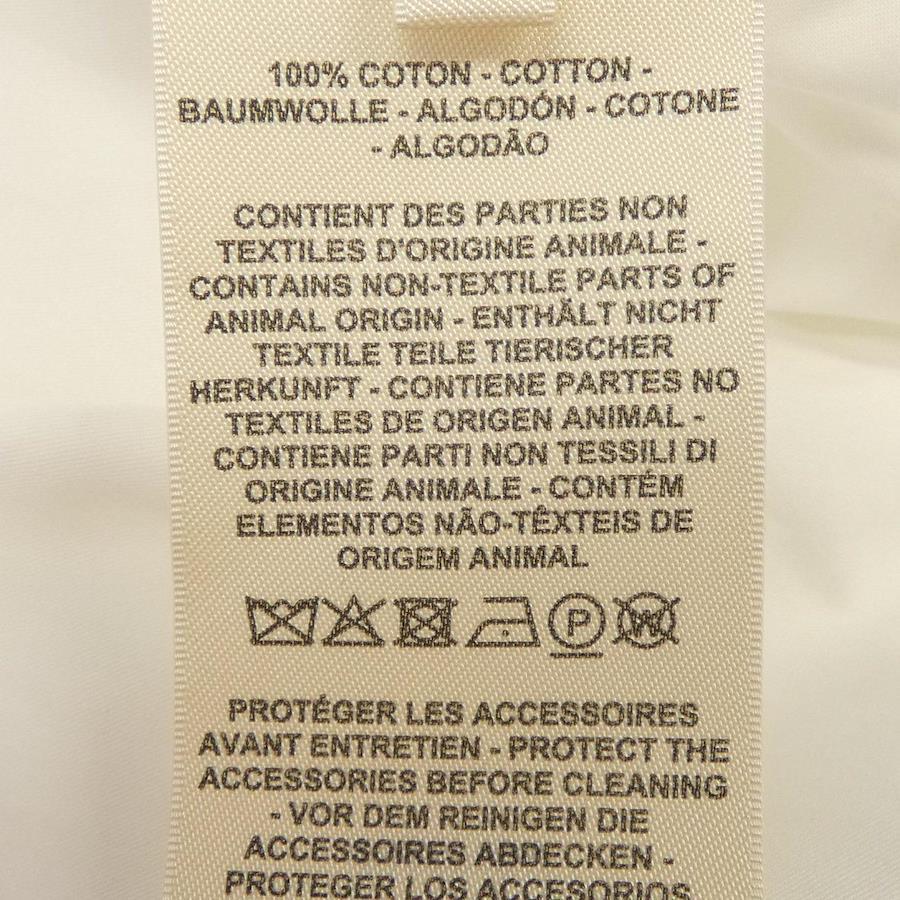 100% COTON - COTTON -
BAUMWOLLE - ALGODÓN - COTONE
- ALGODÃO
CONTIENT DES PARTIES NON
TEXTILES D'ORIGINE ANIMALE -
CONTAINS NON-TEXTILE PARTS OF
ANIMAL ORIGIN - ENTHÄLT NICHT
TEXTILE TEILE TIERISCHER
HERKUNFT - CONTIENE PARTES NO
TEXTILES DE ORIGEN ANIMAL -
CONTIENE PARTI NON TESSILI DI
ORIGINE ANIMALE - CONTÉM
ELEMENTOS NÃO-TÊXTEIS DE
ORIGEM ANIMAL
P W
PROTÉGER LES ACCESSOIRES
AVANT ENTRETIEN - PROTECT THE
ACCESSORIES BEFORE CLEANING
- VOR DEM REINIGEN DIE
ACCESSOIRES ABDECKEN -
PROTEGER LOS ACCESORIOS